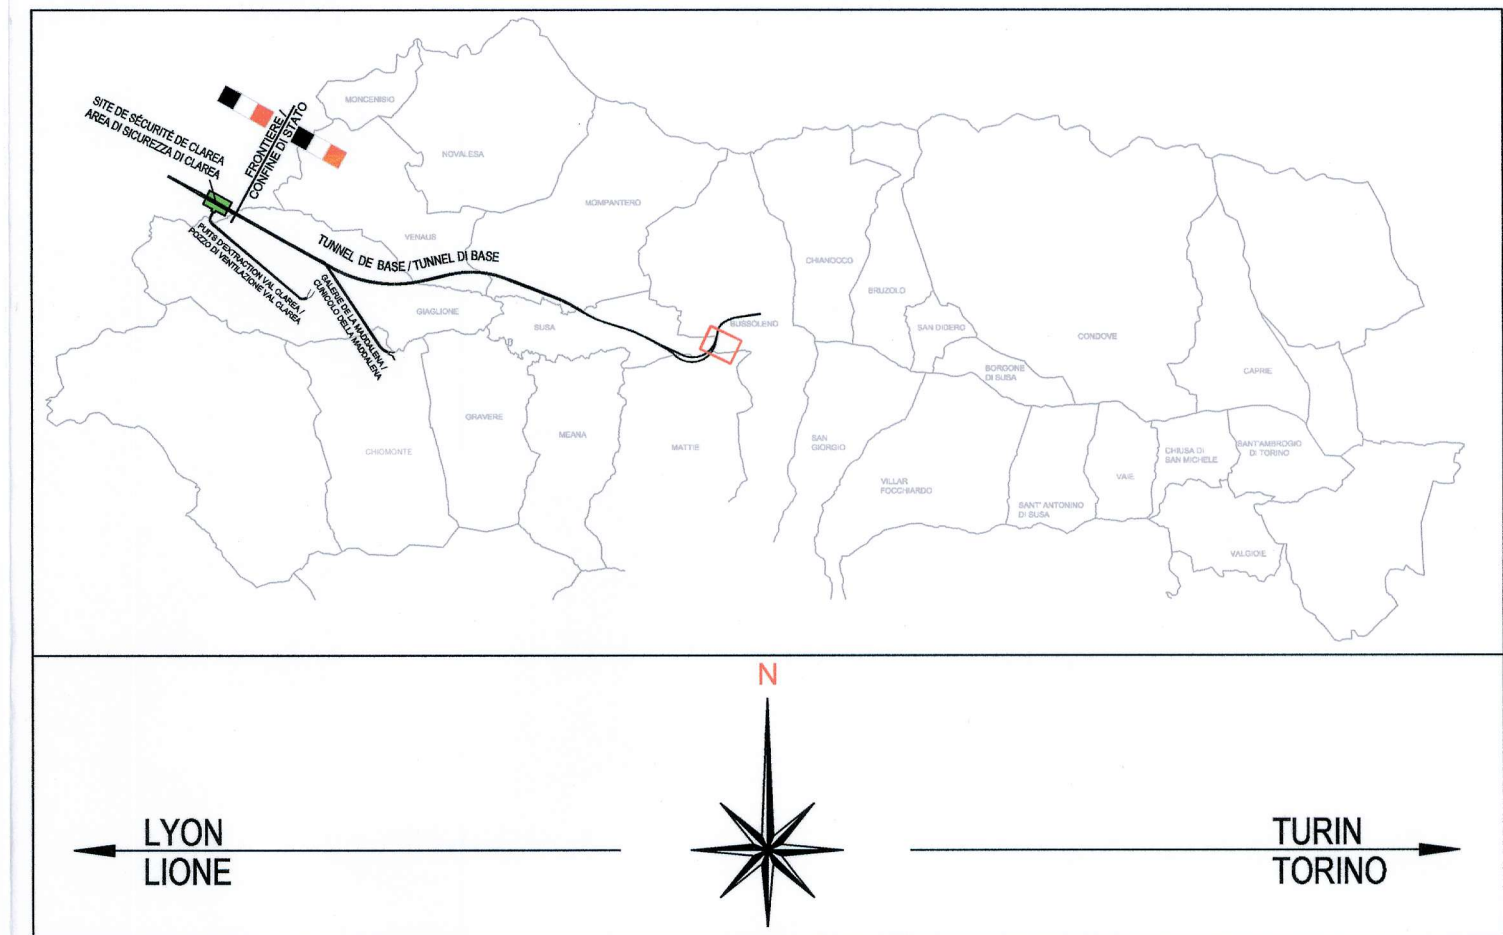 SITE DE SÉCURITÉ DE CLAREA
AREA DI SICUREZZA DI CLAREA
FRONTIERE /
CONFINE DI STATO
MONCENISIO
NOVALESA
MOMPANTERO
VENAUS
PUITS D'EXTRACTION VAL CLAREA /
POZZO DI VENTILAZIONE VAL CLAREA
TUNNEL DE BASE / TUNNEL DI BASE
GALERIE DE LA MADDALENA /
CUNICOLO DELLA MADDALENA
GIAGLIONE
SUSA
BUSSOLENO
CHIANOCCO
BRUZOLO
SAN DIDERO
CONDOVE
BORGONE
DI SUSA
CAPRIE
CHIOMONTE
GRAVERE
MEANA
MATTIE
SAN
GIORGIO
VILLAR
FOCCHIARDO
SANT' ANTONINO
DI SUSA
VAIE
CHIUSA DI
SAN MICHELE
SANT'AMBROGIO
DI TORINO
VALGIOIE
N
LYON
LIONE
TURIN
TORINO